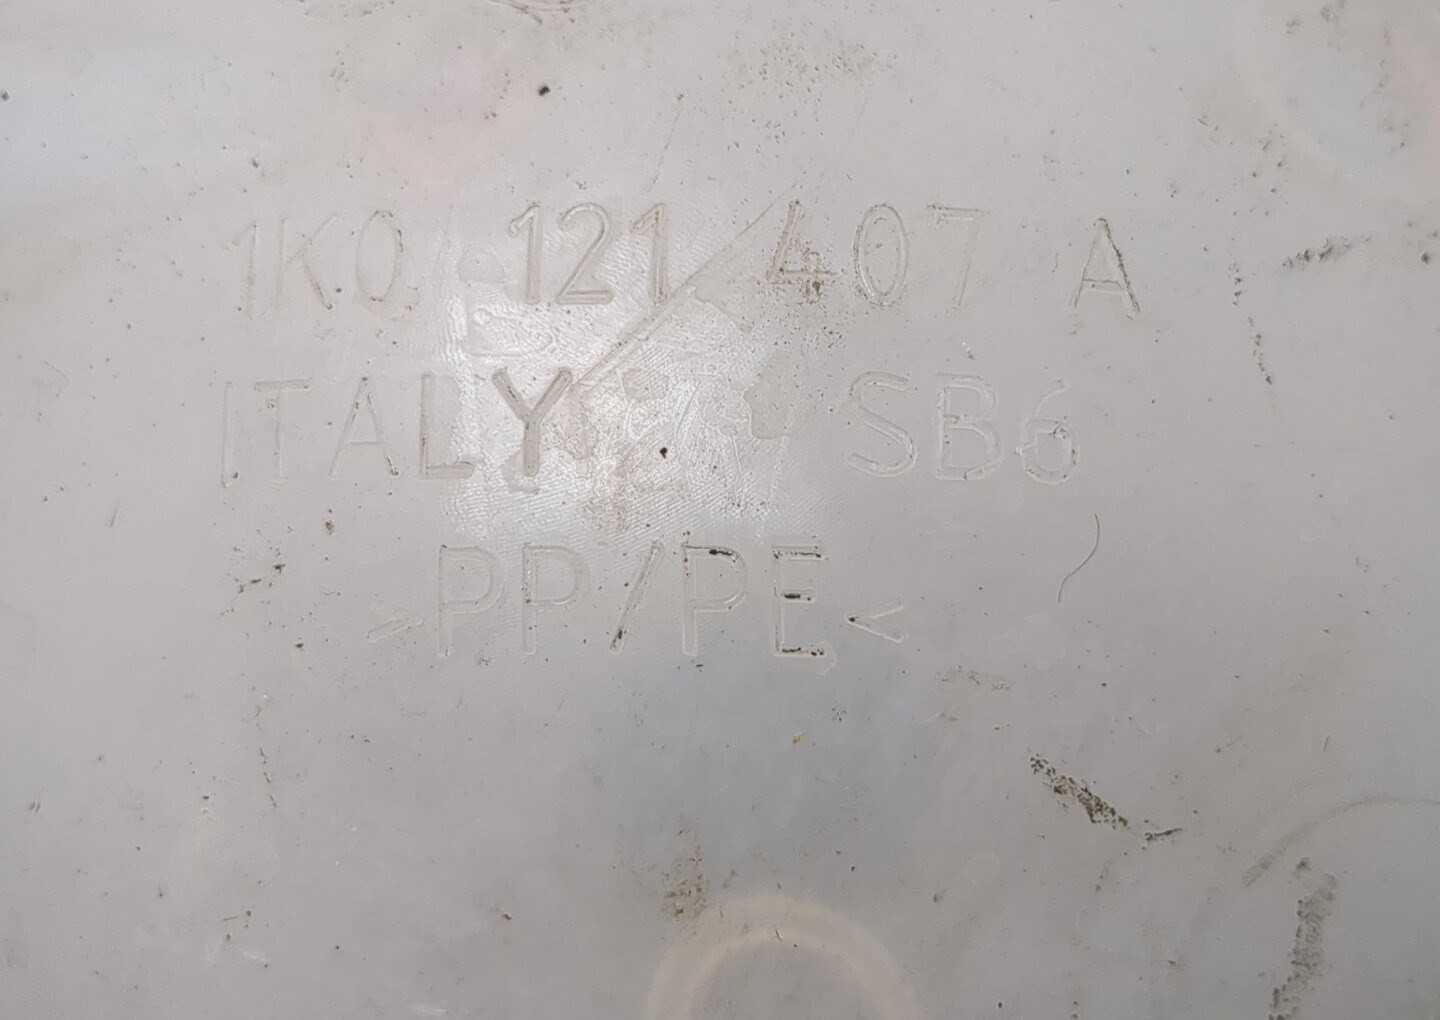 1K0 121 407 A
ITALY SB6
>PP/PE<